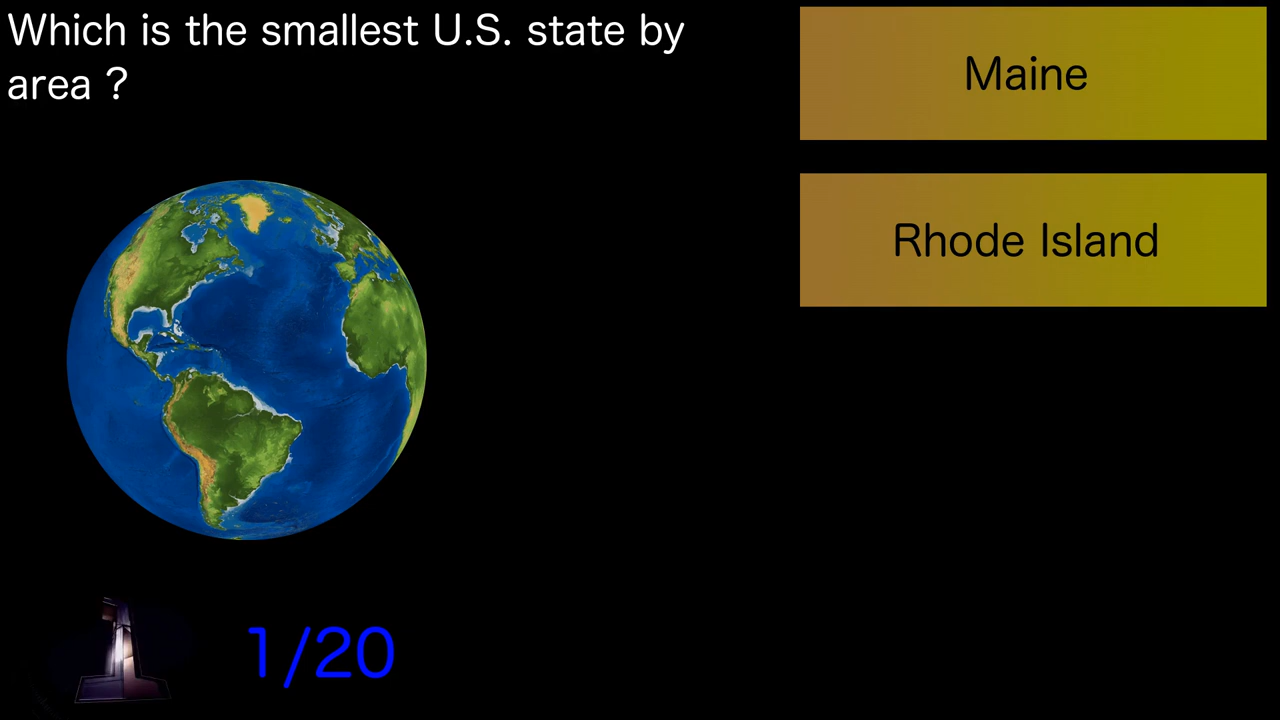 Which is the smallest U.S. state by
area ?
Maine
Rhode Island
1/20